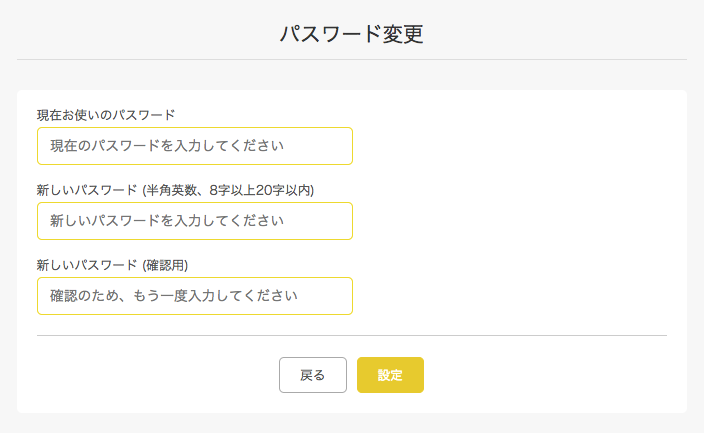 パスワード変更
現在お使いのパスワード
現在のパスワードを入力してください
新しいパスワード (半角英数、8字以上20字以内)
新しいパスワードを入力してください
新しいパスワード (確認用)
確認のため、もう一度入力してください
戻る
設定